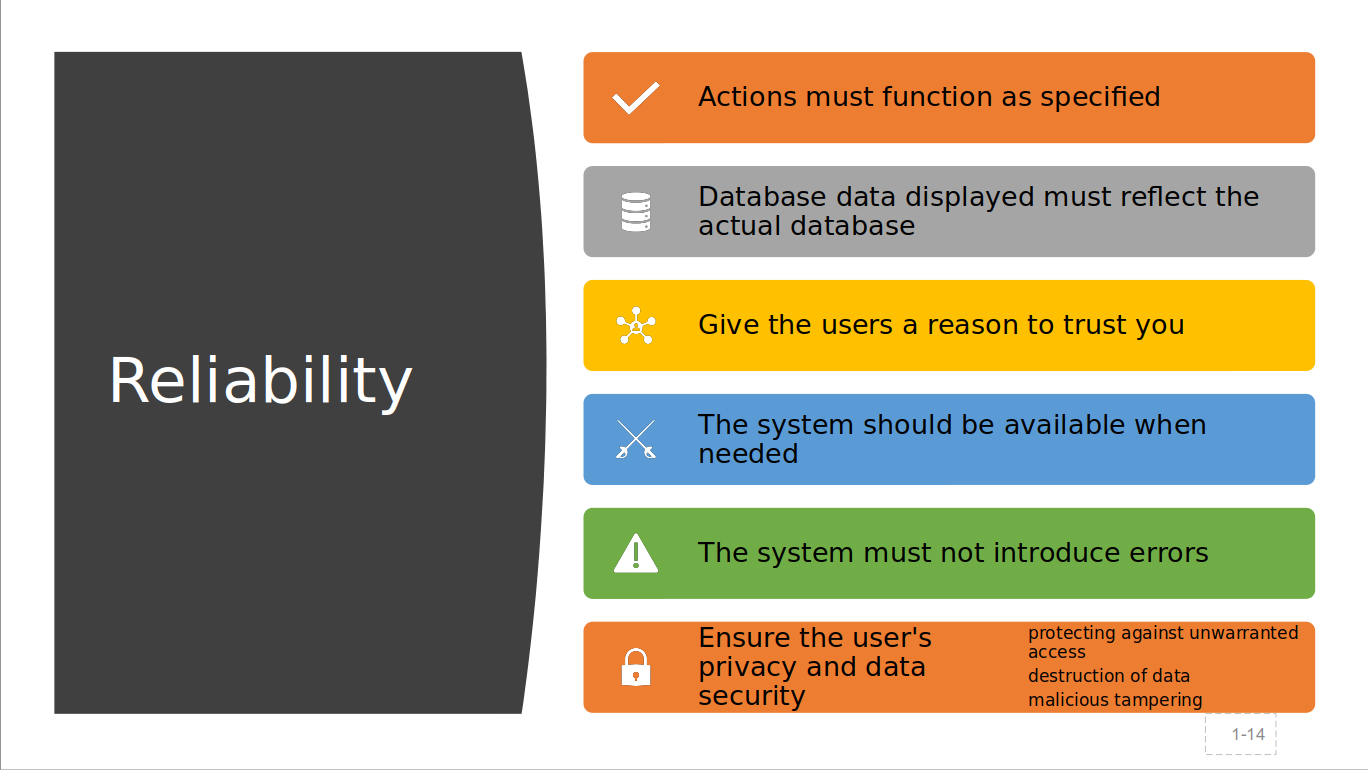 Reliability
Actions must function as specified
Database data displayed must reflect the
actual database
Give the users a reason to trust you
The system should be available when
needed
The system must not introduce errors
Ensure the user's
privacy and data
security
protecting against unwarranted
access
destruction of data
malicious tampering
1-14